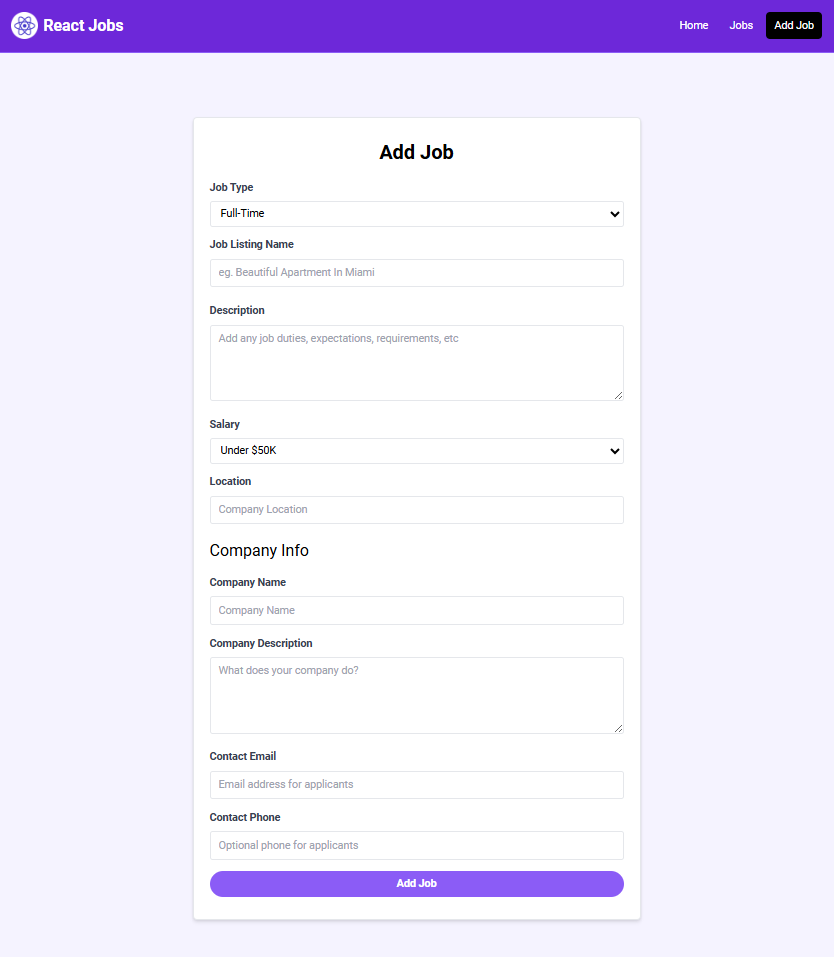 React Jobs
Home Jobs Add Job
Add Job
Job Type
Full-Time
Job Listing Name
eg. Beautiful Apartment In Miami
Description
Add any job duties, expectations, requirements, etc
Salary
Under $50K
Location
Company Location
Company Info
Company Name
Company Name
Company Description
What does your company do?
Contact Email
Email address for applicants
Contact Phone
Optional phone for applicants
Add Job